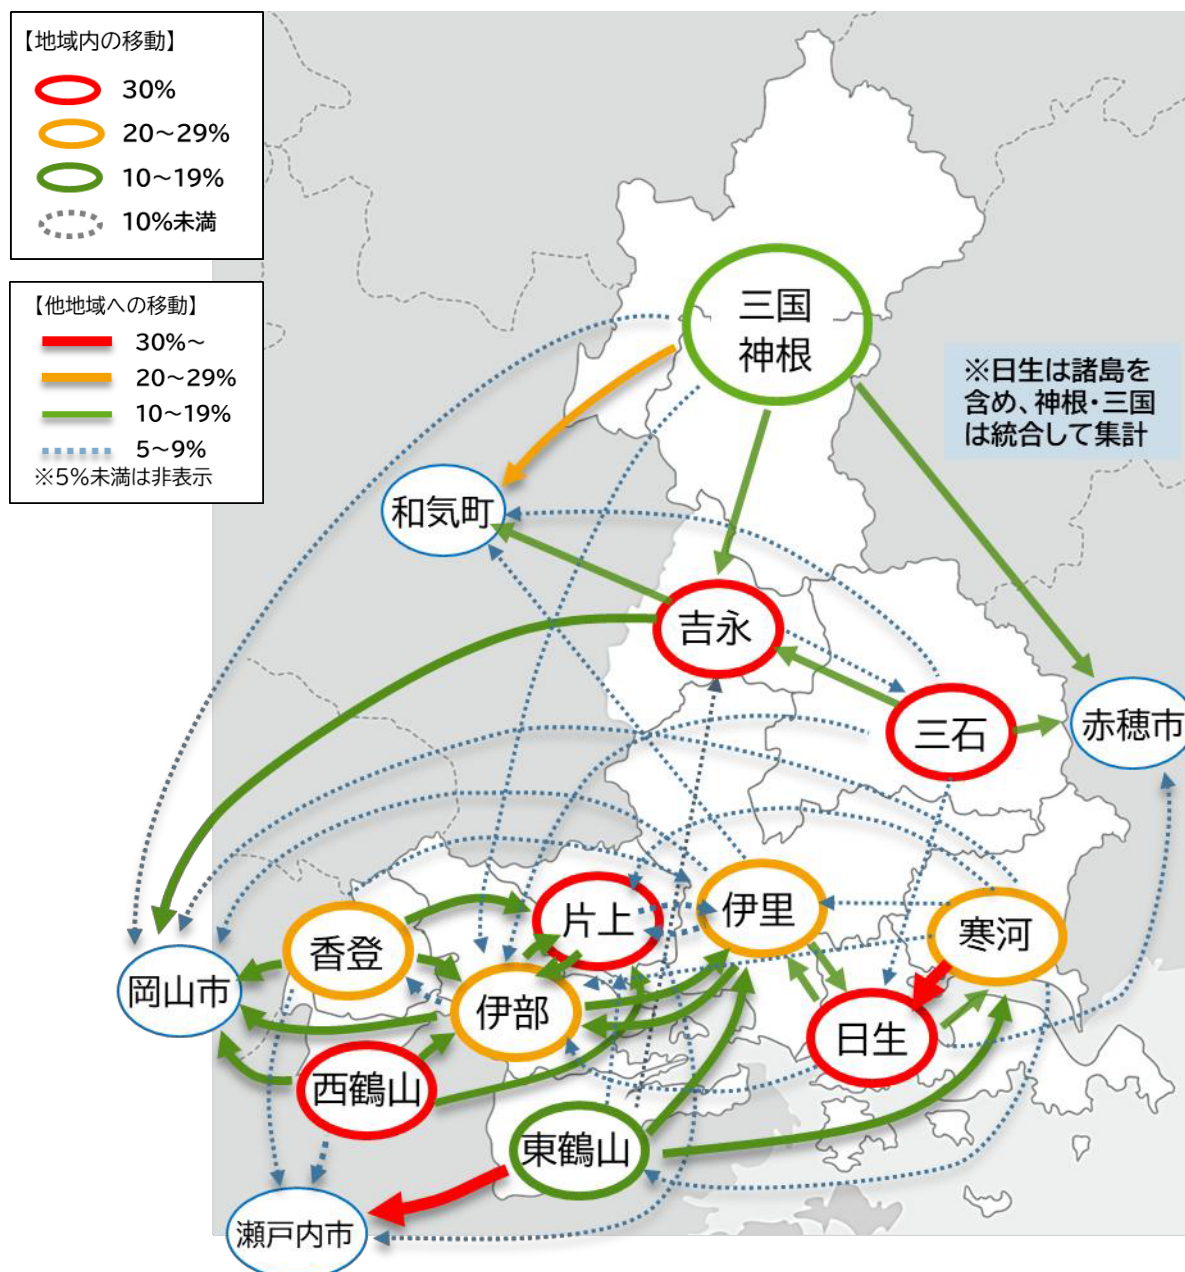 【地域内の移動】
30%
20～29%
10～19%
10%未満
【他地域への移動】
30%～
20～29%
10～19%
5～9%
※5%未満は非表示
三国
神根
※日生は諸島を
含め、神根・三国
は統合して集計
和気町
吉永
三石
赤穂市
片上
伊里
寒河
香登
岡山市
伊部
日生
西鶴山
東鶴山
瀬戸内市